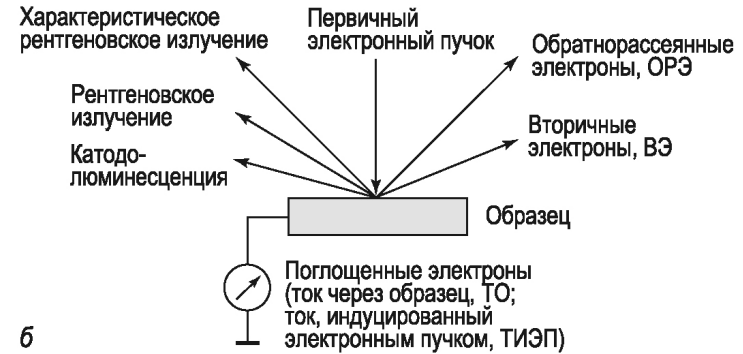 Характеристическое
рентгеновское излучение
Первичный
электронный пучок
Обратнорассеянные
электроны, ОРЭ
Рентгеновское
излучение
Вторичные
электроны, ВЭ
Катодо-
люминесценция
Образец
Поглощенные электроны
(ток через образец, ТО;
ток, индуцированный
электронным пучком, ТИЭП)
б